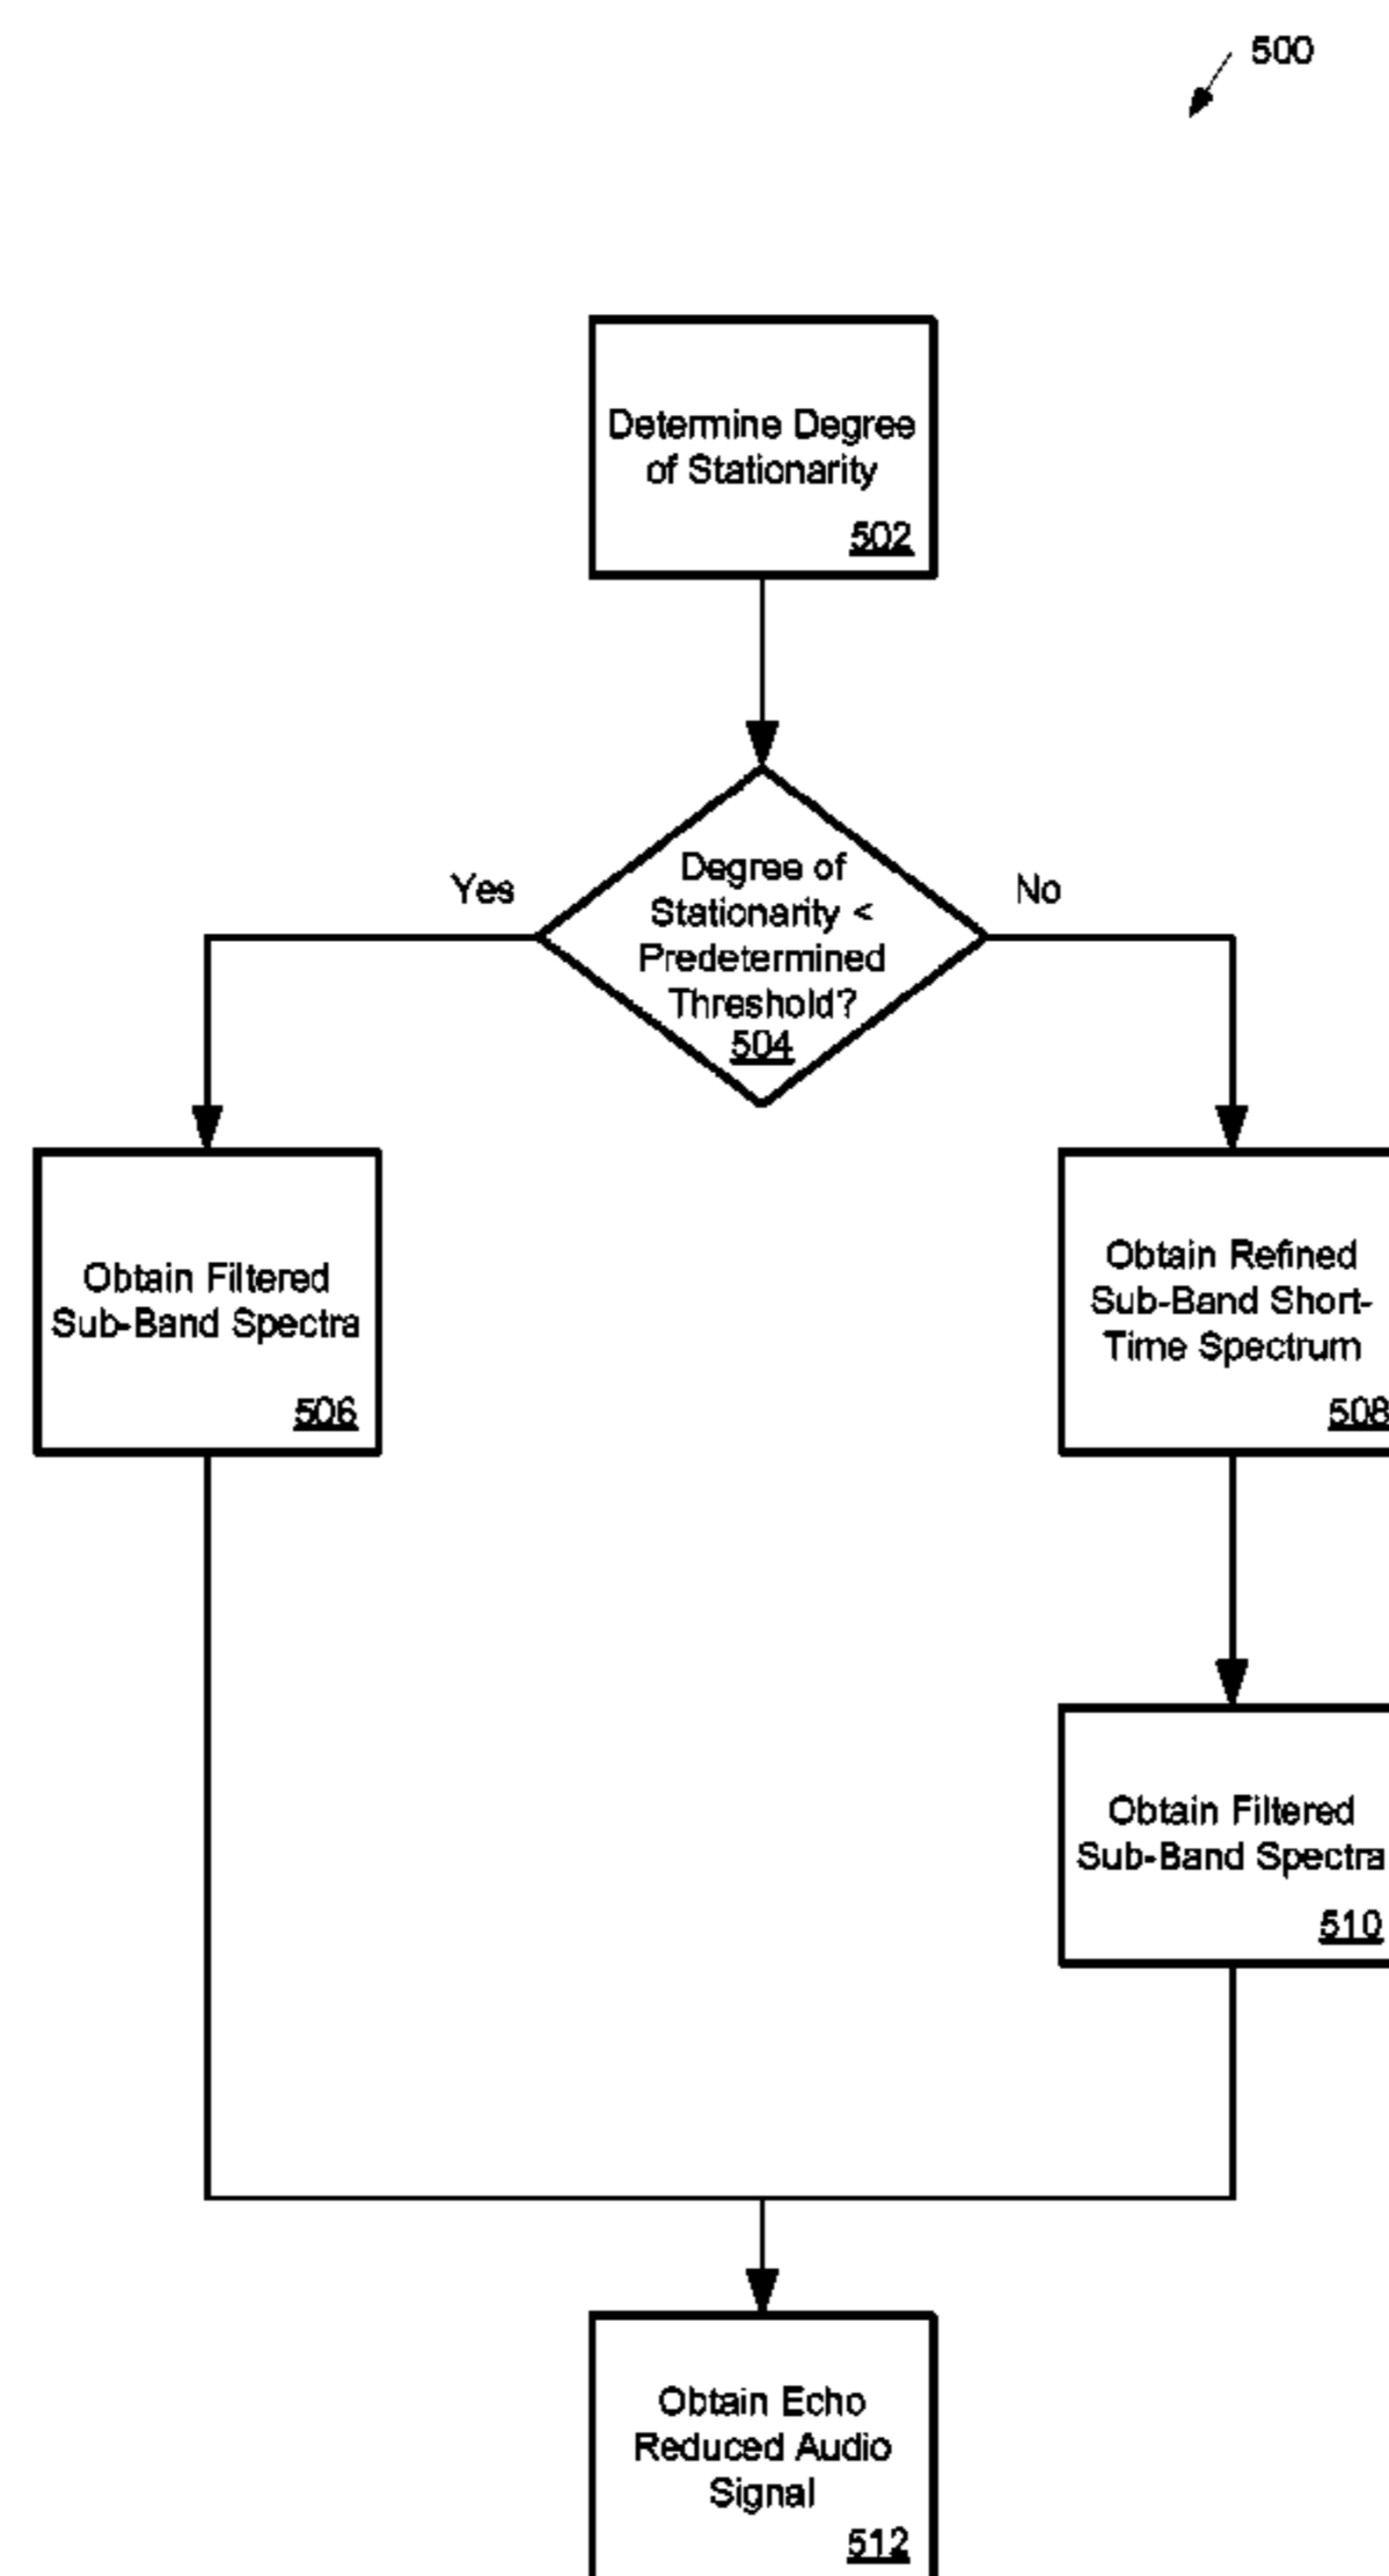 500
Determine Degree
of Stationarity
502
Degree of
Stationarity <
Predetermined
Threshold?
504
Yes
No
Obtain Filtered
Sub-Band Spectra
506
Obtain Refined
Sub-Band Short-
Time Spectrum
508
Obtain Filtered
Sub-Band Spectra
510
Obtain Echo
Reduced Audio
Signal
512